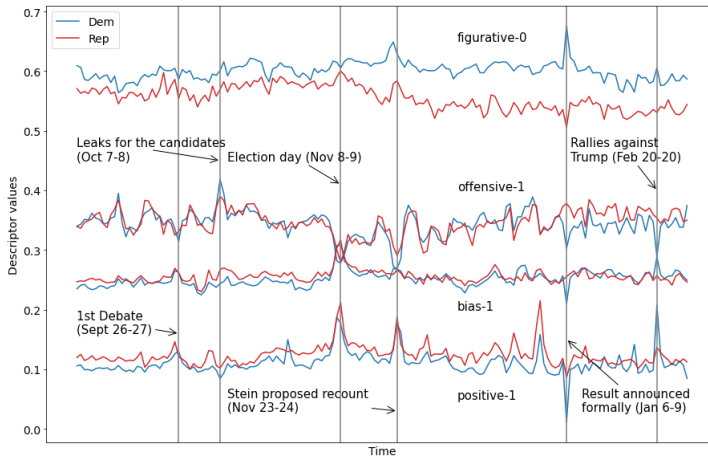 0.7
0.6
0.5
0.4
0.3
0.2
0.1
0.0
Descriptor values
Dem
Rep
figurative-0
Leaks for the candidates
(Oct 7-8)
Election day (Nov 8-9)
Rallies against
Trump (Feb 20-20)
offensive-1
1st Debate
(Sept 26-27)
bias-1
Stein proposed recount
(Nov 23-24)
positive-1
Result announced
formally (Jan 6-9)
Time